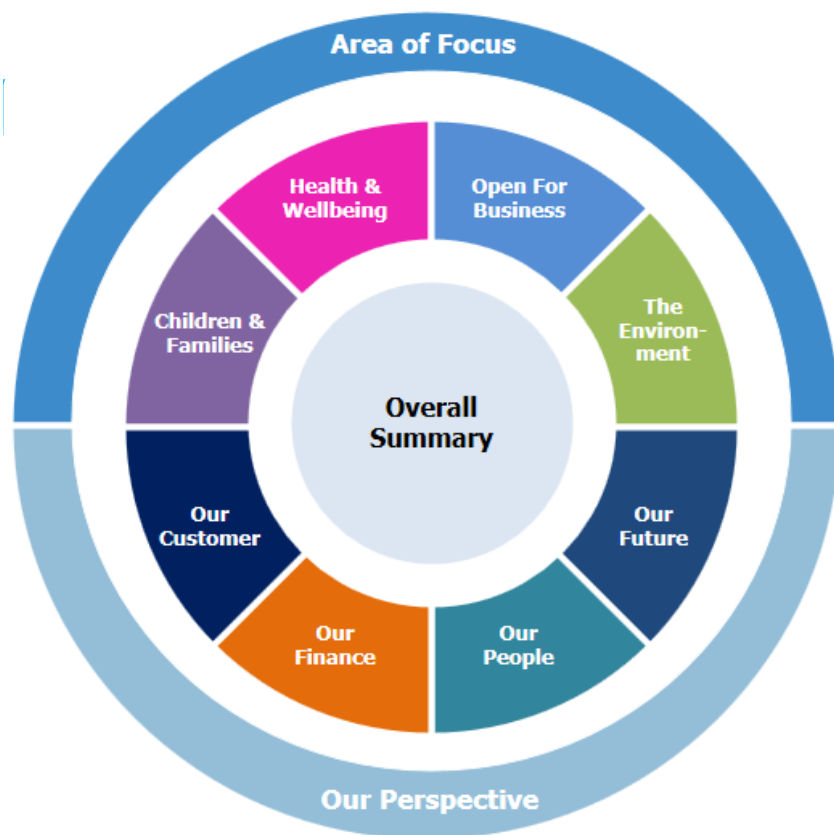 Area of Focus
Health &
Wellbeing
Open For
Business
Children &
Families
The
Environ-
ment
Overall
Summary
Our
Customer
Our
Future
Our
Finance
Our
People
Our Perspective